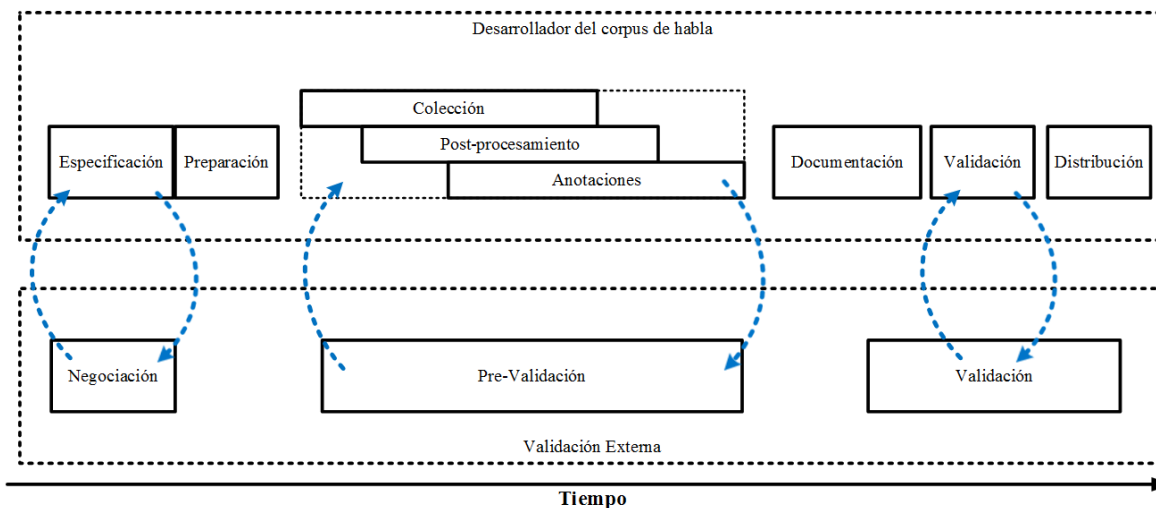 Desarrollador del corpus de habla
Colección
Post-procesamiento
Anotaciones
Especificación
Preparación
Documentación
Validación
Distribución
Negociación
Pre-Validación
Validación
Validación Externa
Tiempo